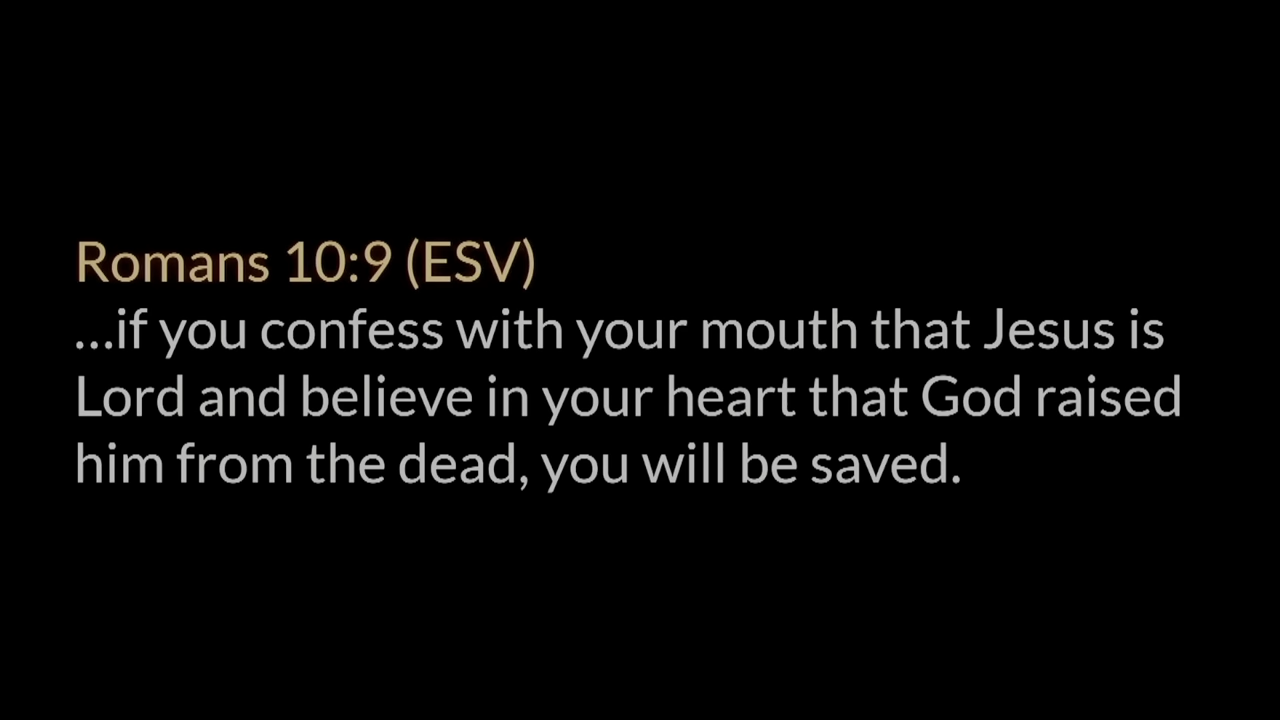 Romans 10:9 (ESV)
...if you confess with your mouth that Jesus is
Lord and believe in your heart that God raised
him from the dead, you will be saved.